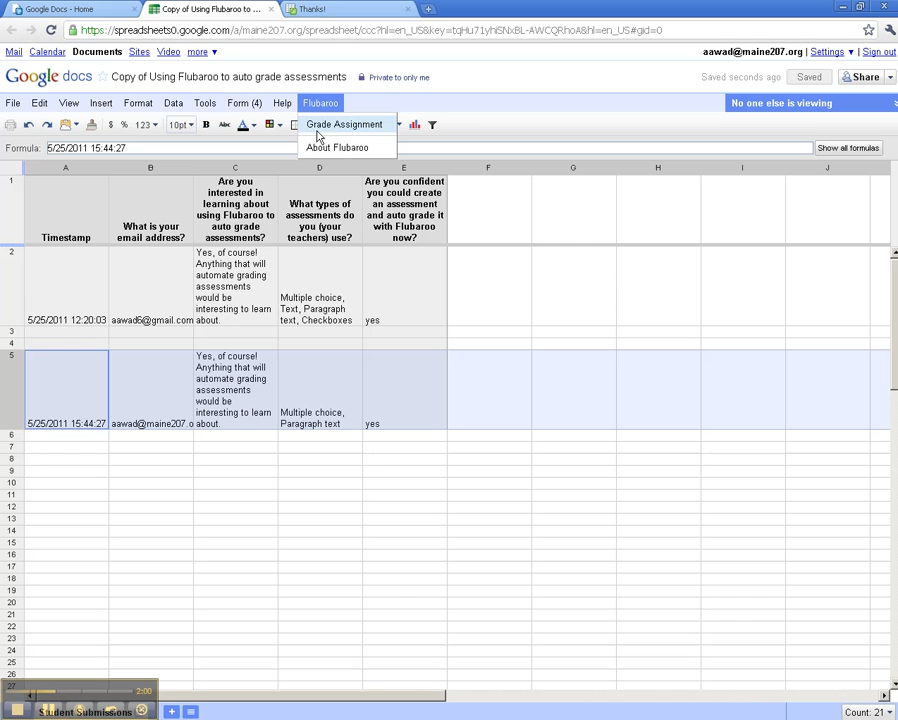 Google Docs - Home
Copy of Using Flubaroo to ...
Thanks!
https://spreadsheets0.google.com/a/maine207.org/spreadsheet/ccc?hl=en_US&key=tqHu71yhiSNxBL-AWCQRhoA&hl=en_US#gid=0
Mail Calendar Documents Sites Video more ▼
aawad@maine207.org Settings ▼ Sign out
Google docs Copy of Using Flubaroo to auto grade assessments Private to only me
Saved seconds ago Saved Share
File Edit View Insert Format Data Tools Form (4) Help Flubaroo
No one else is viewing
$ % 123 10pt B Abc A
Grade Assignment
About Flubaroo
Formula: 5/25/2011 15:44:27 Show all formulas
A B C D E F G H I J
1
Timestamp
What is your
email address?
Are you
interested in
learning about
using Flubaroo to
auto grade
assessments?
What types of
assessments do
you (your
teachers) use?
Are you confident
you could create
an assessment
and auto grade it
with Flubaroo
now?
2
5/25/2011 12:20:03
aawad6@gmail.com
Yes, of course!
Anything that will
automate grading
assessments
would be
interesting to learn
about.
Multiple choice,
Text, Paragraph
text, Checkboxes
yes
3
4
5
5/25/2011 15:44:27
aawad@maine207.o
Yes, of course!
Anything that will
automate grading
assessments
would be
interesting to learn
about.
Multiple choice,
Paragraph text
yes
6
7
8
9
10
11
12
13
14
15
16
17
18
19
20
21
22
23
24
25
26
27
2:00
Student Submissions
Count: 21